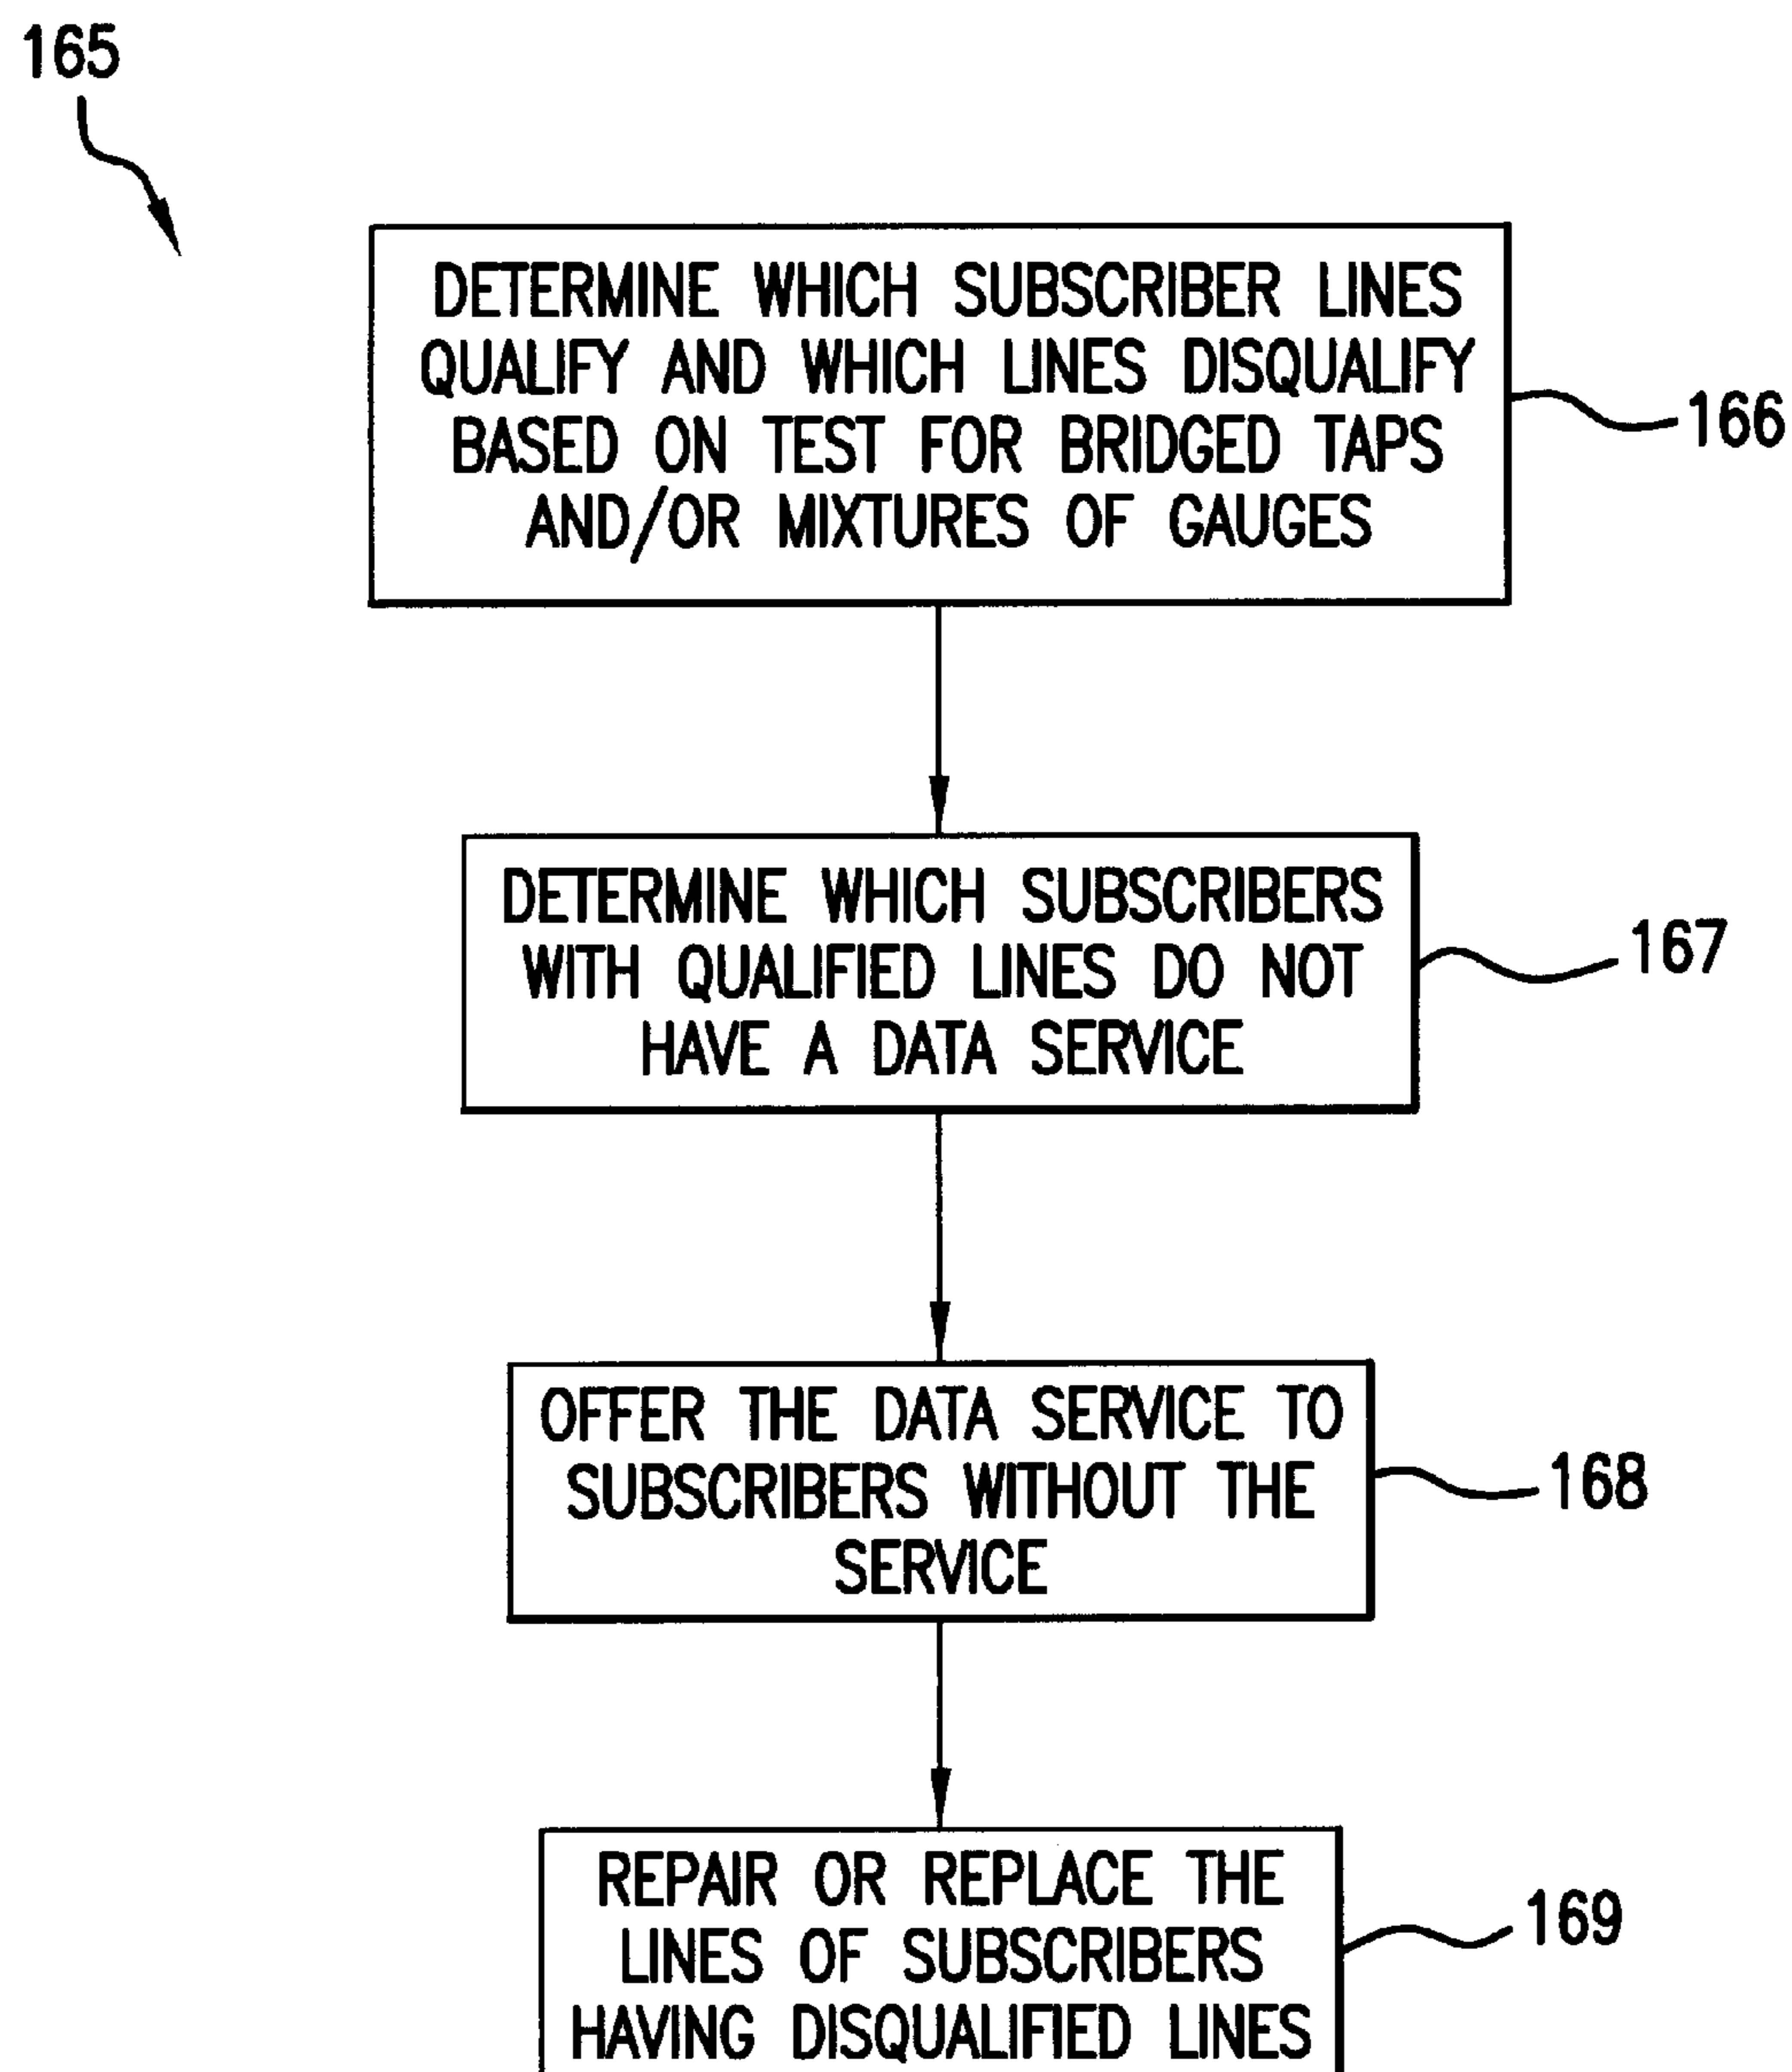 165
DETERMINE WHICH SUBSCRIBER LINES
QUALIFY AND WHICH LINES DISQUALIFY
BASED ON TEST FOR BRIDGED TAPS
AND/OR MIXTURES OF GAUGES
166
DETERMINE WHICH SUBSCRIBERS
WITH QUALIFIED LINES DO NOT
HAVE A DATA SERVICE
167
OFFER THE DATA SERVICE TO
SUBSCRIBERS WITHOUT THE
SERVICE
168
REPAIR OR REPLACE THE
LINES OF SUBSCRIBERS
HAVING DISQUALIFIED LINES
169